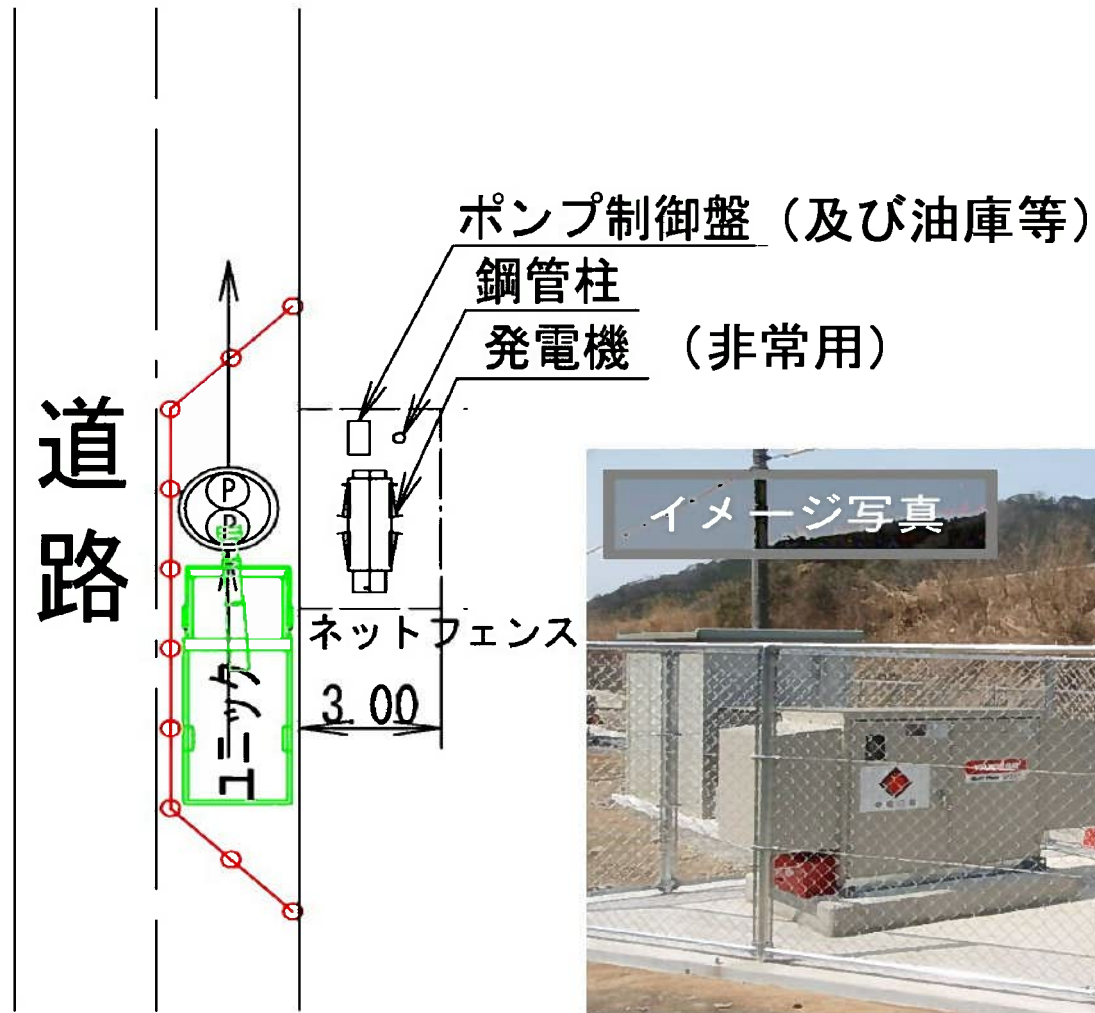 ポンプ制御盤（及び油庫等）
鋼管柱
発電機（非常用）
道路
P
P
イメージ写真
ネットフェンス
3.00
ユニック